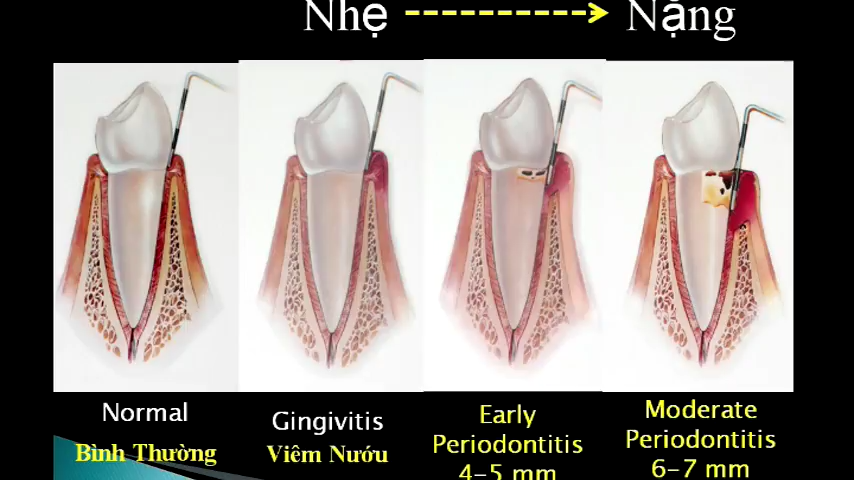 Nhẹ Nặng
Normal
Bình Thường
Gingivitis
Viêm Nướu
Early
Periodontitis
4-5 mm
Moderate
Periodontitis
6-7 mm